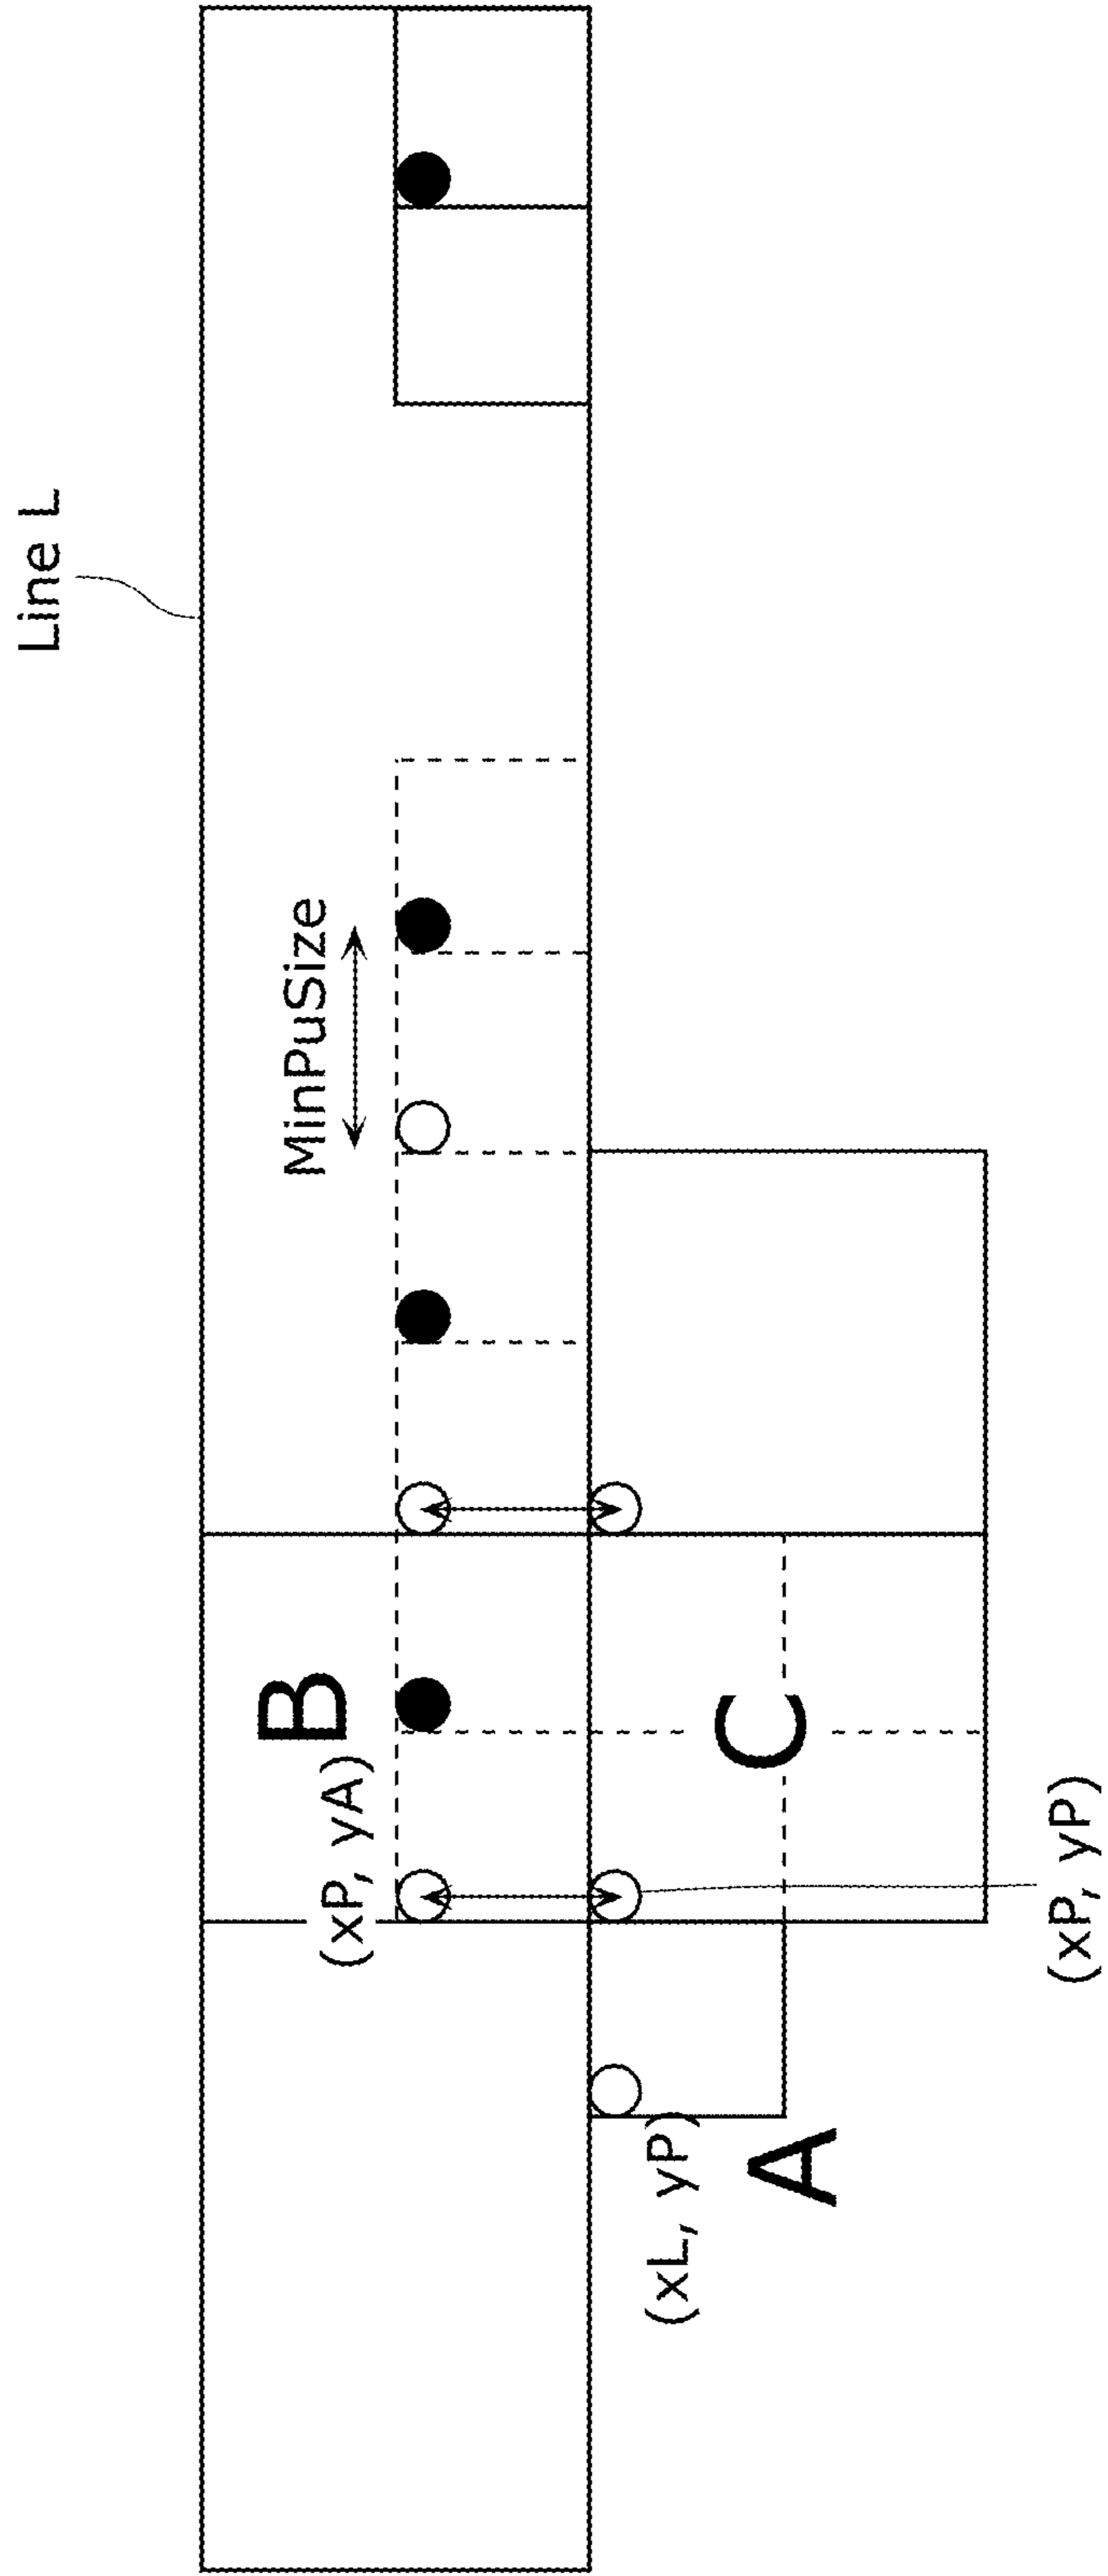 Line L
MinPuSize
B
(xP, yA)
C
(xP, yP)
(xL, yP)
A